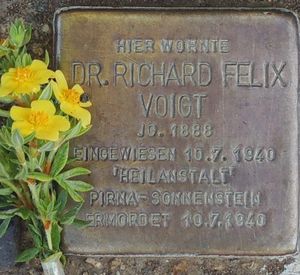 HIER WOHNTE
DR. RICHARD FELIX
VOIGT
JG. 1888
EINGEWIESEN 10.7.1940
'HEILANSTALT'
PIRNA-SONNENSTEIN
ERMORDET 10.7.1940